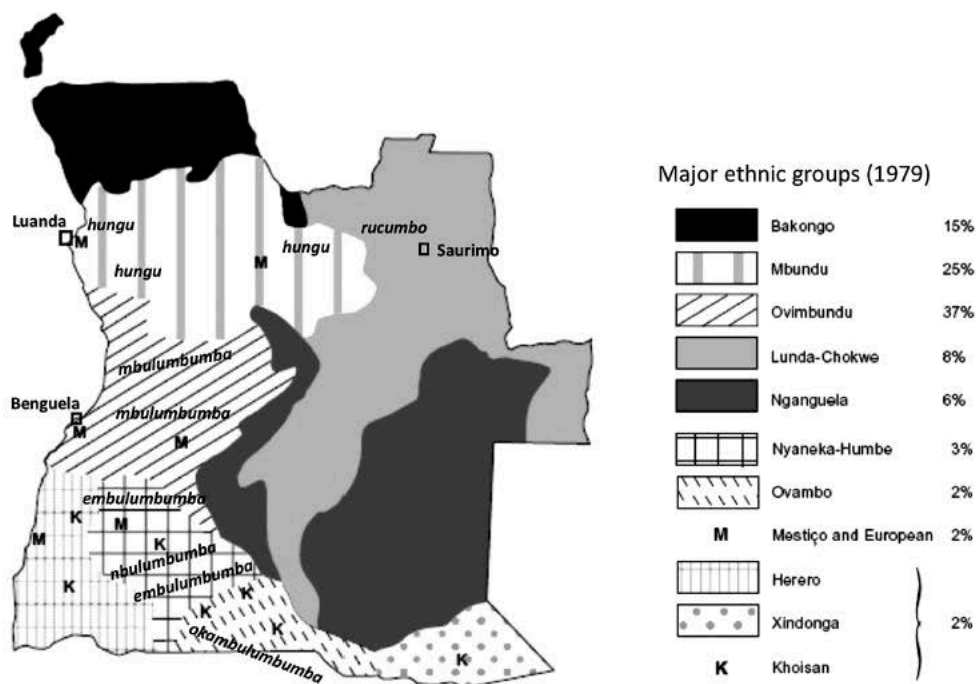 Major ethnic groups (1979)
Luanda
M
hungu
hungu
rucumbo
Saurimo
hungu
M
mbulumbumba
Benguela
mbulumbumba
M
M
embulumbumba
K
M
M
K
nbulumbumba
K
embulumbumba
K
K
K
okambulumbumba
K
Bakongo 15%
Mbundu 25%
Ovimbundu 37%
Lunda-Chokwe 8%
Nganguela 6%
Nyaneka-Humbe 3%
Ovambo 2%
M Mestiço and European 2%
Herero
Xindonga 2%
K Khoisan